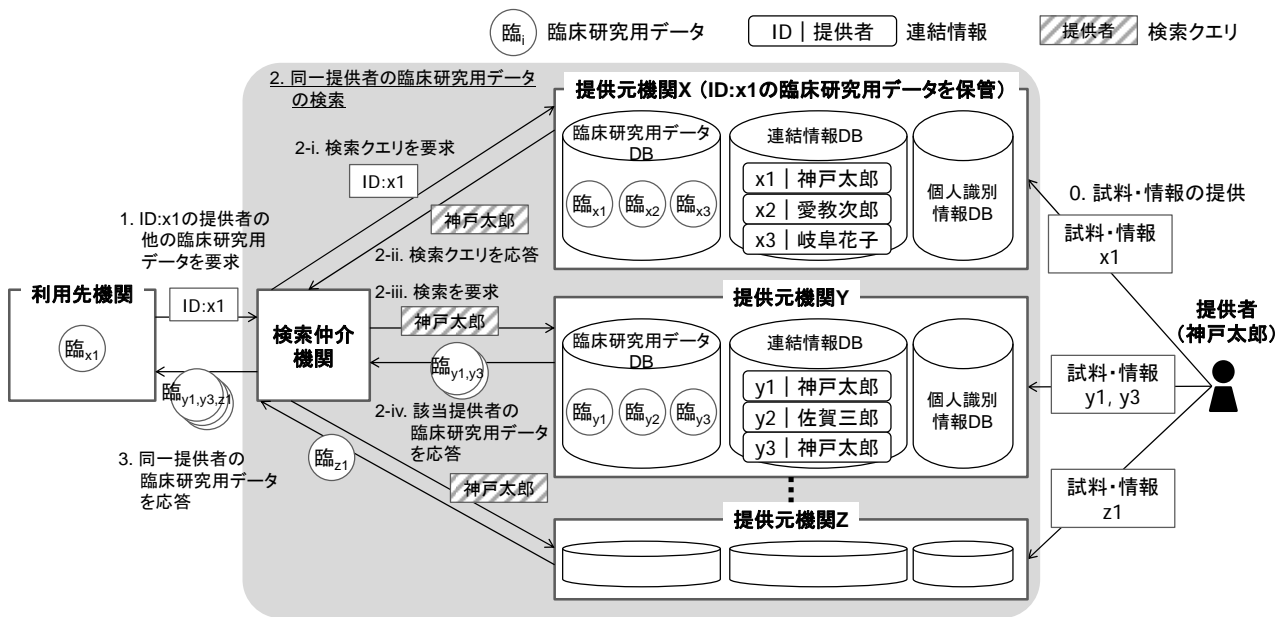 臨i 臨床研究用データ
ID | 提供者 連結情報
提供者 検索クエリ
2. 同一提供者の臨床研究用データ
の検索
2-i. 検索クエリを要求
ID:x1
神戸太郎
2-ii. 検索クエリを応答
1. ID:x1の提供者の
他の臨床研究用
データを要求
利用先機関
臨x1
ID:x1
検索仲介
機関
2-iii. 検索を要求
神戸太郎
臨y1,y3
臨y1,y3,z1
2-iv. 該当提供者の
臨床研究用データ
を応答
臨z1
神戸太郎
3. 同一提供者の
臨床研究用データ
を応答
提供元機関X（ID:x1の臨床研究用データを保管）
臨床研究用データ
DB
臨x1 臨x2 臨x3
連結情報DB
x1 | 神戸太郎
x2 | 愛教次郎
x3 | 岐阜花子
個人識別
情報DB
提供元機関Y
臨床研究用データ
DB
臨y1 臨y2 臨y3
連結情報DB
y1 | 神戸太郎
y2 | 佐賀三郎
y3 | 神戸太郎
個人識別
情報DB
提供元機関Z
0. 試料・情報の提供
試料・情報
x1
試料・情報
y1, y3
試料・情報
z1
提供者
（神戸太郎）